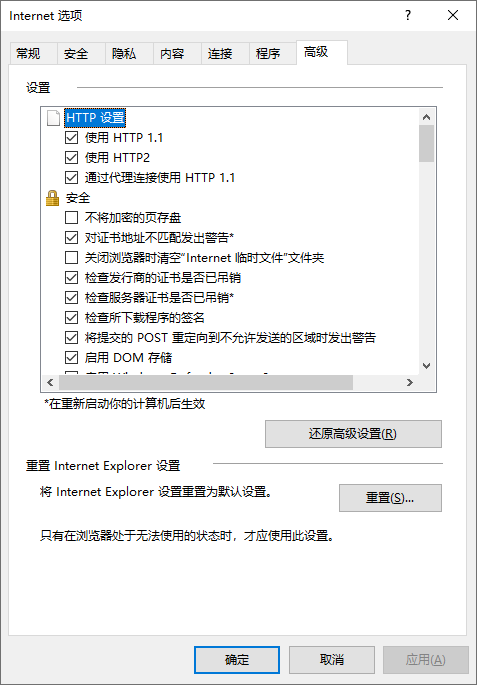 Internet 选项
?
常规 安全 隐私 内容 连接 程序 高级
设置
HTTP 设置
使用 HTTP 1.1
使用 HTTP2
通过代理连接使用 HTTP 1.1
安全
不将加密的页存盘
对证书地址不匹配发出警告*
关闭浏览器时清空“Internet 临时文件”文件夹
检查发行商的证书是否已吊销
检查服务器证书是否已吊销*
检查所下载程序的签名
将提交的 POST 重定向到不允许发送的区域时发出警告
启用 DOM 存储
*在重新启动你的计算机后生效
还原高级设置(R)
重置 Internet Explorer 设置
将 Internet Explorer 设置重置为默认设置。
重置(S)...
只有在浏览器处于无法使用的状态时，才应使用此设置。
确定 取消 应用(A)